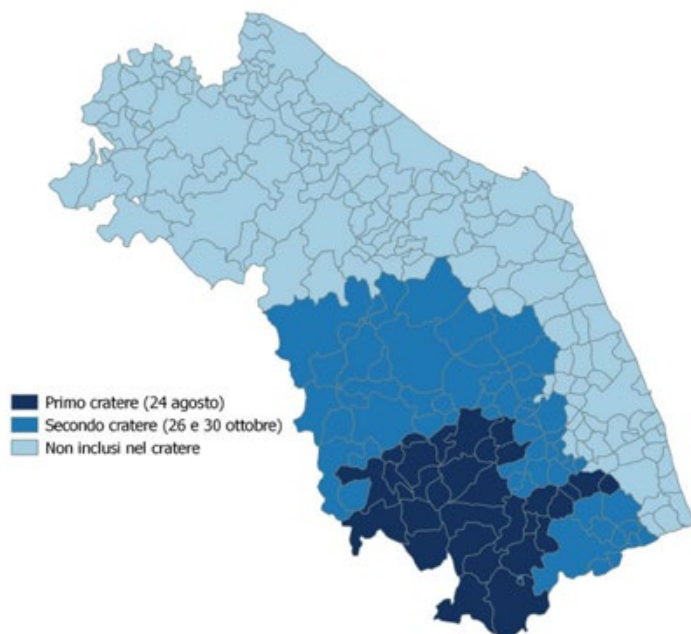 Primo cratere (24 agosto)
Secondo cratere (26 e 30 ottobre)
Non inclusi nel cratere